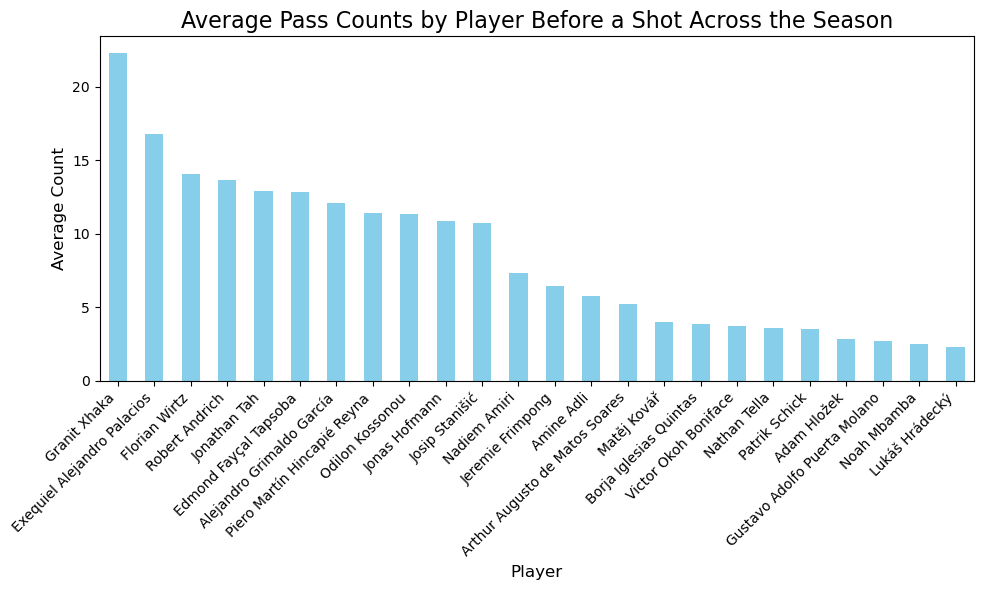 Average Pass Counts by Player Before a Shot Across the Season
Average Count
20
15
10
5
0
Granit Xhaka
Exequiel Alejandro Palacios
Florian Wirtz
Robert Andrich
Jonathan Tah
Edmond Fayçal Tapsoba
Alejandro Grimaldo García
Piero Martín Hincapié Reyna
Odilon Kossonou
Jonas Hofmann
Josip Stanišić
Nadiem Amiri
Jeremie Frimpong
Amine Adli
Arthur Augusto de Matos Soares
Matěj Kovář
Borja Iglesias Quintas
Victor Okoh Boniface
Nathan Tella
Patrik Schick
Adam Hložek
Gustavo Adolfo Puerta Molano
Noah Mbamba
Lukáš Hrádecký
Player